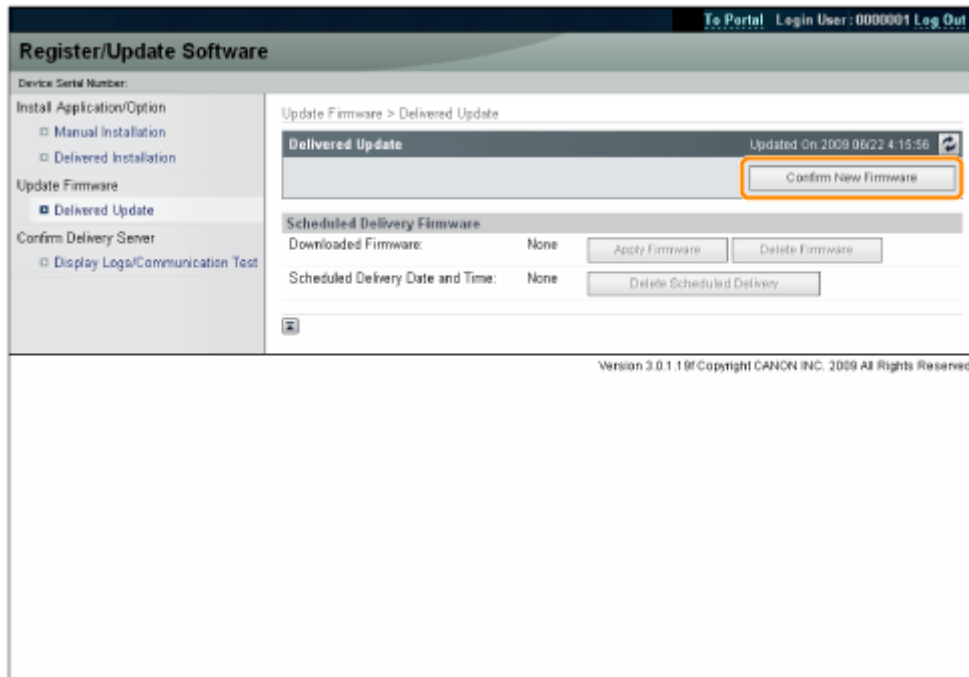 To Portal Login User : 0000001 Log Out
Register/Update Software
Device Serial Number:
Install Application/Option
Manual Installation
Delivered Installation
Update Firmware
Delivered Update
Confirm Delivery Server
Display Logs/Communication Test
Update Firmware > Delivered Update
Delivered Update Updated On:2009 06/22 4:15:56
Confirm New Firmware
Scheduled Delivery Firmware
Downloaded Firmware: None Apply Firmware Delete Firmware
Scheduled Delivery Date and Time: None Delete Scheduled Delivery
Version 3.0.1.19f Copyright CANON INC. 2009 All Rights Reserved